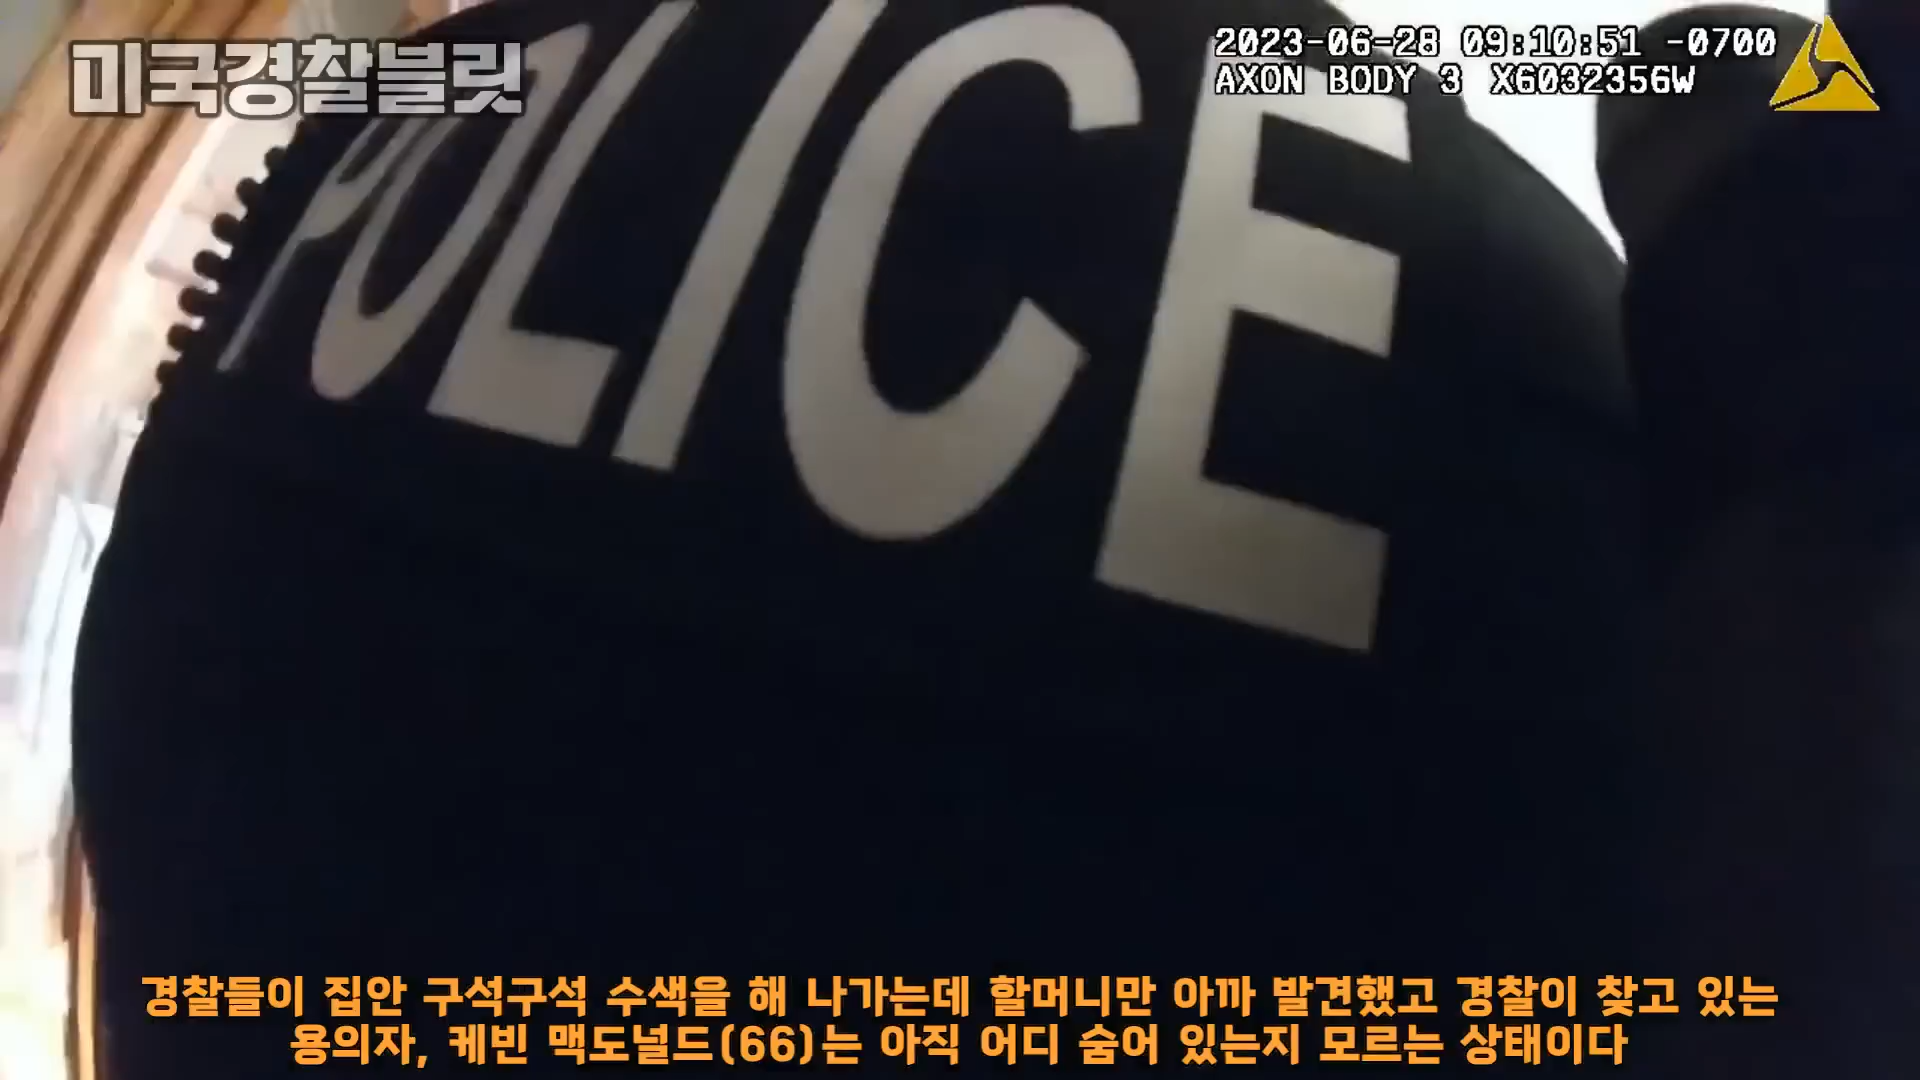 미국경찰블릿
2023-06-28 09:10:51 -0700
AXON BODY 3 X6032356W
POLICE
경찰들이 집안 구석구석 수색을 해 나가는데 할머니만 아까 발견했고 경찰이 찾고 있는
용의자, 케빈 맥도널드(66)는 아직 어디 숨어 있는지 모르는 상태이다